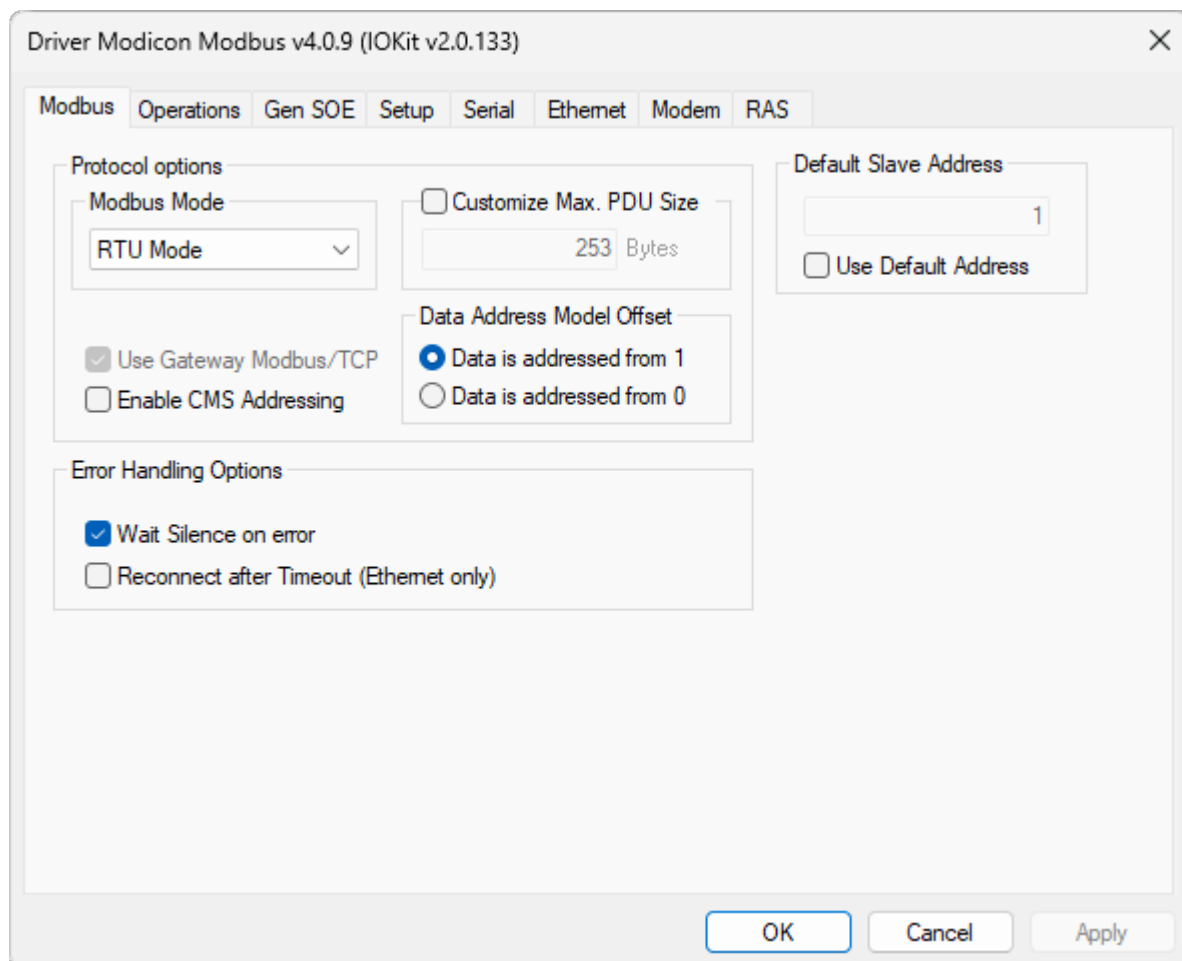 Driver Modicon Modbus v4.0.9 (IOKit v2.0.133)
Modbus Operations Gen SOE Setup Serial Ethernet Modem RAS
Protocol options
Modbus Mode
RTU Mode
Customize Max. PDU Size
253 Bytes
Use Gateway Modbus/TCP
Enable CMS Addressing
Data Address Model Offset
Data is addressed from 1
Data is addressed from 0
Default Slave Address
1
Use Default Address
Error Handling Options
Wait Silence on error
Reconnect after Timeout (Ethernet only)
OK Cancel Apply